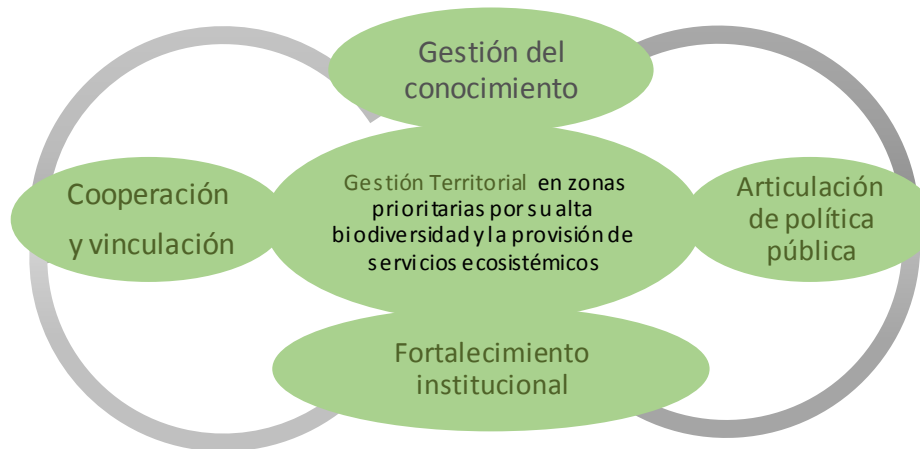 Gestión del
conocimiento
Cooperación
y vinculación
Gestión Territorial en zonas
prioritarias por su alta
biodiversidad y la provisión de
servicios ecosistémicos
Articulación
de política
pública
Fortalecimiento
institucional